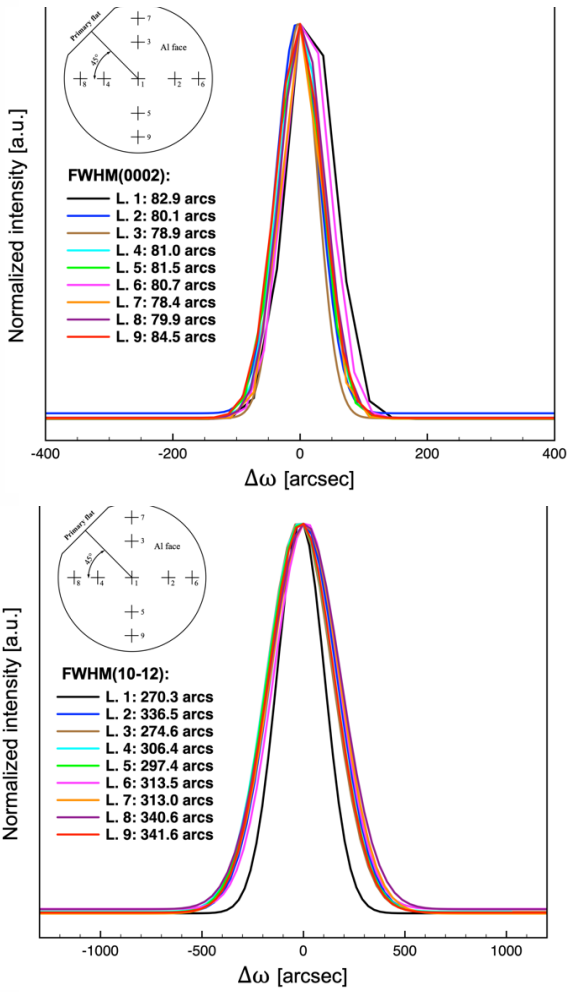 Primary flat
45°
Al face
7
3
8
4
1
2
6
5
9
FWHM(0002):
L. 1: 82.9 arcs
L. 2: 80.1 arcs
L. 3: 78.9 arcs
L. 4: 81.0 arcs
L. 5: 81.5 arcs
L. 6: 80.7 arcs
L. 7: 78.4 arcs
L. 8: 79.9 arcs
L. 9: 84.5 arcs
Normalized intensity [a.u.]
-400 -200 0 200 400
Δω [arcsec]
Primary flat
45°
Al face
7
3
8
4
1
2
6
5
9
FWHM(10-12):
L. 1: 270.3 arcs
L. 2: 336.5 arcs
L. 3: 274.6 arcs
L. 4: 306.4 arcs
L. 5: 297.4 arcs
L. 6: 313.5 arcs
L. 7: 313.0 arcs
L. 8: 340.6 arcs
L. 9: 341.6 arcs
Normalized intensity [a.u.]
-1000 -500 0 500 1000
Δω [arcsec]